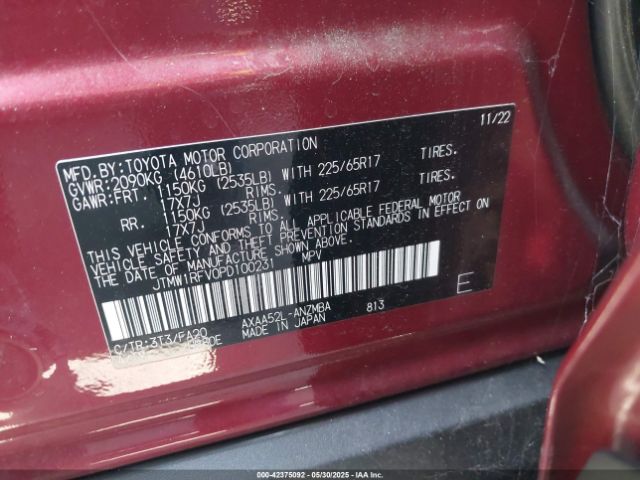 11/22
MFD.BY:TOYOTA MOTOR CORPORATION
GVWR:2090KG (4610LB)
GAWR:FRT. 1150KG (2535LB) WITH 225/65R17 TIRES.
17X7J RIMS.
RR. 1150KG (2535LB) WITH 225/65R17 TIRES.
17X7J RIMS.
THIS VEHICLE CONFORMS TO ALL APPLICABLE FEDERAL MOTOR
VEHICLE SAFETY AND THEFT PREVENTION STANDARDS IN EFFECT ON
THE DATE OF MANUFACTURE SHOWN ABOVE.
JTMW1RFV0PD100231 MPV
E
C/TR:3T3/FA20 AXAA52L-ANZMBA 813
MADE IN JAPAN
000-42375092 - 05/30/2025 - IAA Inc.